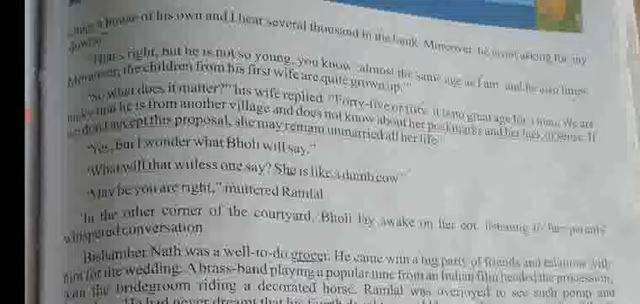 a house of his own and I hear several thousand in the bank. Moreover, he is not asking for any
dowry."
"That's right, but he is not so young, you know — almost the same age as I am — and he also limps.
Moreover, the children from his first wife are quite grown up."
"So what does it matter?" his wife replied. "Forty-five or fifty — it is no great age for a man. We are
lucky that he is from another village and does not know about her pock-marks and her lack of sense. If
we don't accept this proposal, she may remain unmarried all her life."
"Yes, but I wonder what Bholi will say."
"What will that witless one say? She is like a dumb cow."
"May be you are right," muttered Ramlal
In the other corner of the courtyard, Bholi lay awake on her cot, listening to her parents'
whispered conversation
Bishamber Nath was a well-to-do grocer. He came with a big party of friends and relations with
him for the wedding. A brass-band playing a popular tune from an Indian film headed the procession,
the bridegroom riding a decorated horse. Ramlal was overjoyed to see such pomp and
He had never dreamt that his